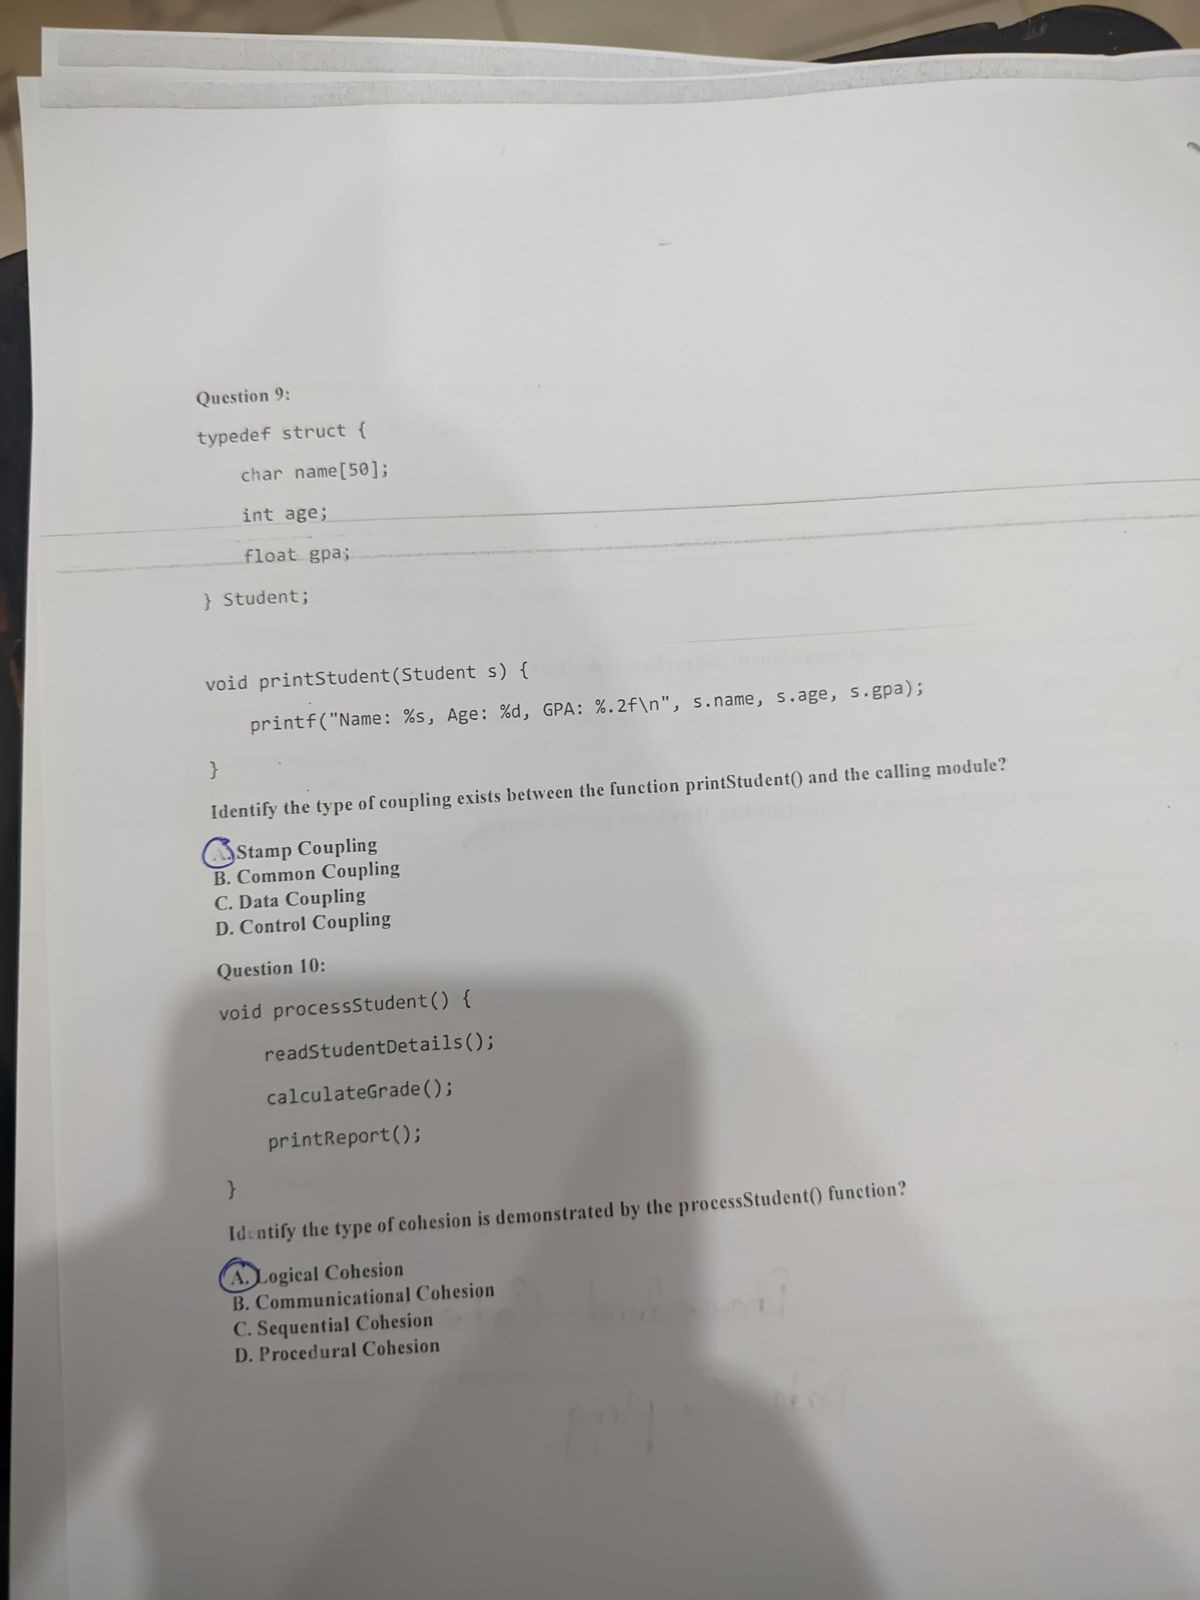 Question 9:
typedef struct {
char name[50];
int age;
float gpa;
} Student;
void printStudent(Student s) {
printf("Name: %s, Age: %d, GPA: %.2f\n", s.name, s.age, s.gpa);
}
Identify the type of coupling exists between the function printStudent() and the calling module?
A. Stamp Coupling
B. Common Coupling
C. Data Coupling
D. Control Coupling
Question 10:
void processStudent() {
readStudentDetails();
calculateGrade();
printReport();
}
Identify the type of cohesion is demonstrated by the processStudent() function?
A. Logical Cohesion
B. Communicational Cohesion
C. Sequential Cohesion
D. Procedural Cohesion